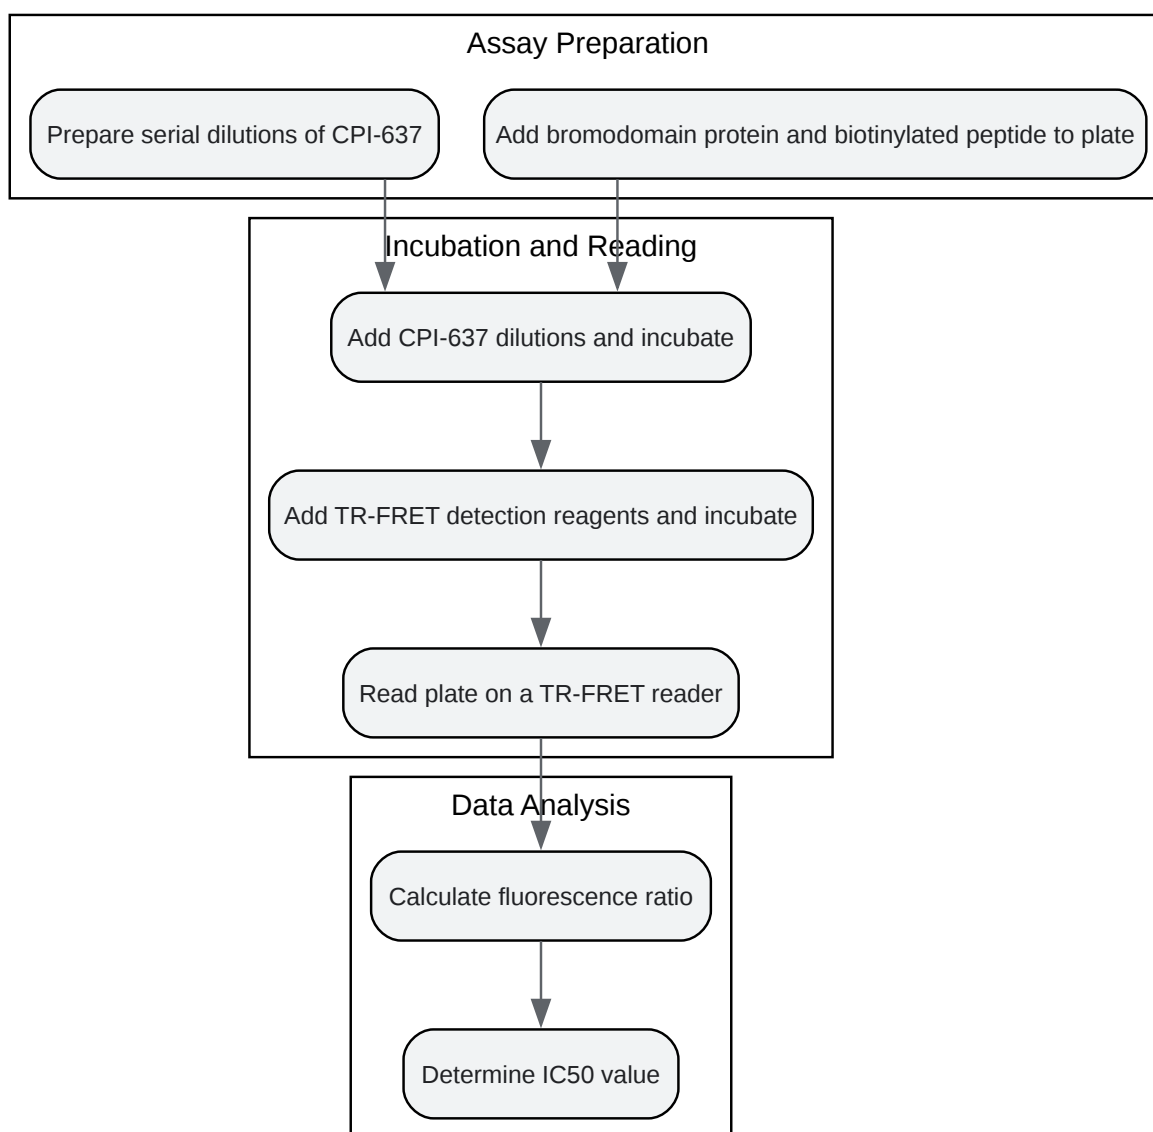 Assay Preparation
Prepare serial dilutions of CPI-637
Add bromodomain protein and biotinylated peptide to plate
Incubation and Reading
Add CPI-637 dilutions and incubate
Add TR-FRET detection reagents and incubate
Read plate on a TR-FRET reader
Data Analysis
Calculate fluorescence ratio
Determine IC50 value